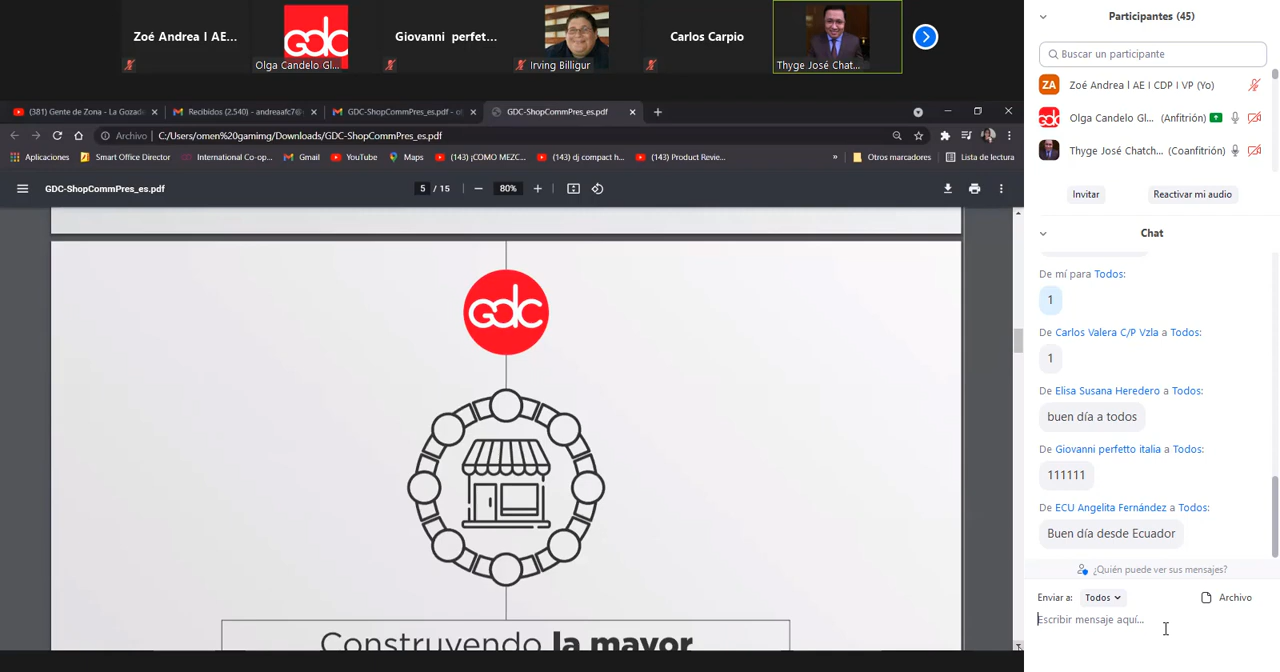 Zoé Andrea l AE...
Olga Candelo Gl...
Giovanni perfet...
Irving Billigur
Carlos Carpio
Thyge José Chat...
gdc
(381) Gente de Zona - La Gozad
Recibidos (2.540) - andreaafc7@
GDC-ShopCommPres_es.pdf - o
GDC-ShopCommPres_es.pdf
Archivo
C:/Users/omen%20gamimg/Downloads/GDC-ShopCommPres_es.pdf
Aplicaciones
Smart Office Director
International Co-op...
Gmail
YouTube
Maps
(143) ¡COMO MEZC...
(143) dj compact h...
(143) Product Revie...
»
Otros marcadores
Lista de lectura
GDC-ShopCommPres_es.pdf
5 / 15
80%
gdc
Construyendo la mayor
Participantes (45)
Buscar un participante
ZA Zoé Andrea l AE I CDP I VP (Yo)
gdc Olga Candelo Gl... (Anfitrión)
Thyge José Chatch... (Coanfitrión)
Invitar
Reactivar mi audio
Chat
De mí para Todos:
1
De Carlos Valera C/P Vzla a Todos:
1
De Elisa Susana Heredero a Todos:
buen día a todos
De Giovanni perfetto italia a Todos:
111111
De ECU Angelita Fernández a Todos:
Buen día desde Ecuador
¿Quién puede ver sus mensajes?
Enviar a: Todos
Archivo
Escribir mensaje aquí...